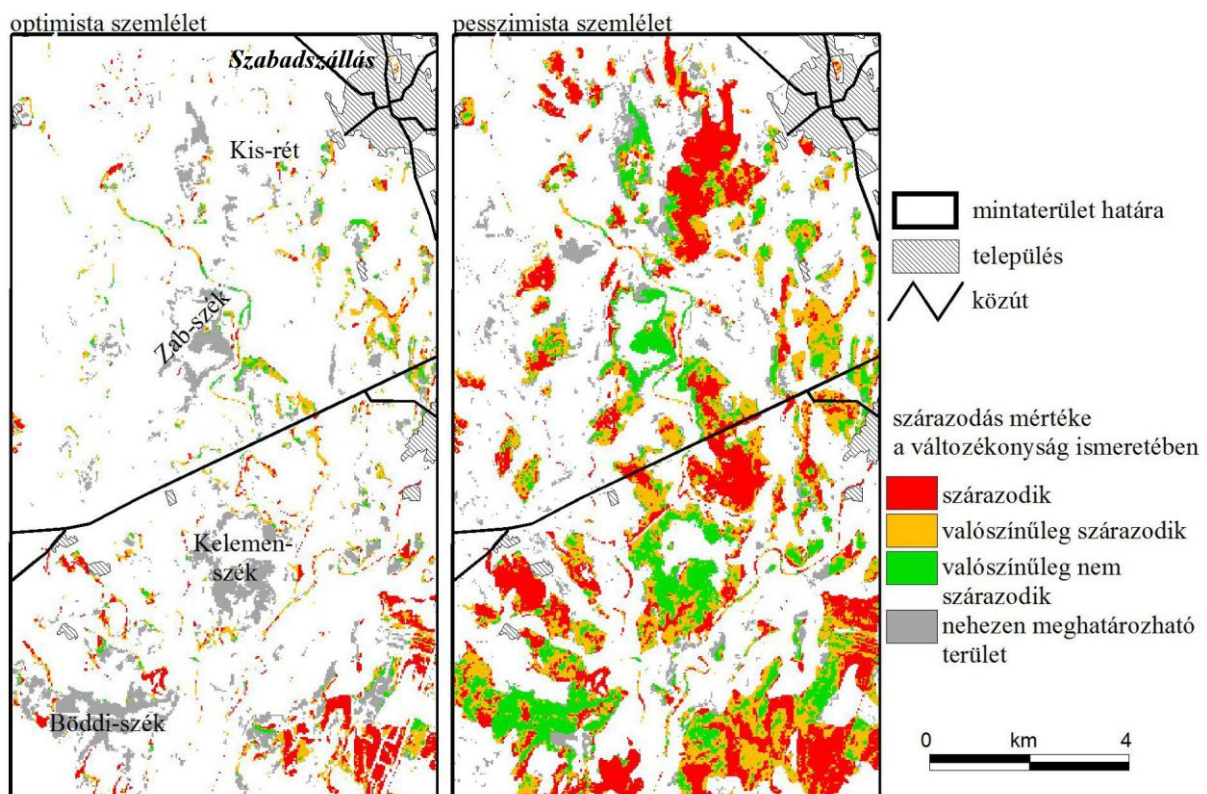 optimista szemlélet
pesszimista szemlélet
Szabadszállás
Kis-rét
Zab-szék
Kelemen-
szék
Böddi-szék
mintaterület határa
település
közút
szárazodás mértéke
a változékonyság ismeretében
szárazodik
valószínűleg szárazodik
valószínűleg nem
szárazodik
nehezen meghatározható
terület
0 km 4